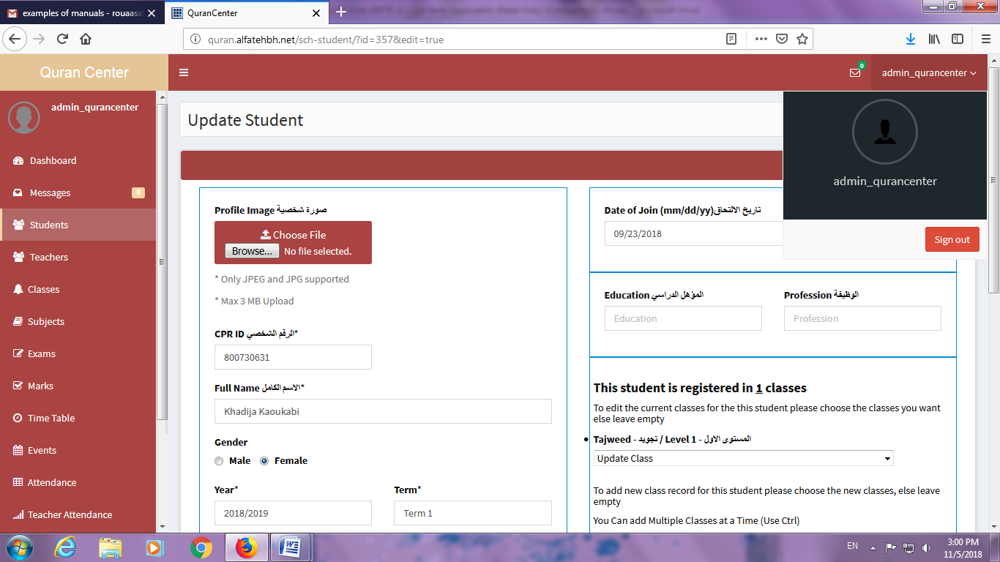 examples of manuals - rouaasal
QuranCenter
quran.alfatehbh.net/sch-student/?id=357&edit=true
Quran Center
0
admin_qurancenter
admin_qurancenter
Dashboard
Messages 0
Students
Teachers
Classes
Subjects
Exams
Marks
Time Table
Events
Attendance
Teacher Attendance
Update Student
admin_qurancenter
Sign out
Profile Image صورة شخصية
Choose File
Browse... No file selected.
* Only JPEG and JPG supported
* Max 3 MB Upload
CPR ID الرقم الشخصي*
800730631
Full Name الاسم الكامل*
Khadija Kaoukabi
Gender
Male Female
Year* Term*
2018/2019 Term 1
Date of Join (mm/dd/yy)تاريخ الالتحاق
09/23/2018
Education المؤهل الدراسي Profession الوظيفة
Education Profession
This student is registered in 1 classes
To edit the current classes for the this student please choose the classes you want
else leave empty
Tajweed - تجويد / Level 1 - المستوى الاول
Update Class
To add new class record for this student please choose the new classes, else leave
empty
You Can add Multiple Classes at a Time (Use Ctrl)
EN
3:00 PM
11/5/2018